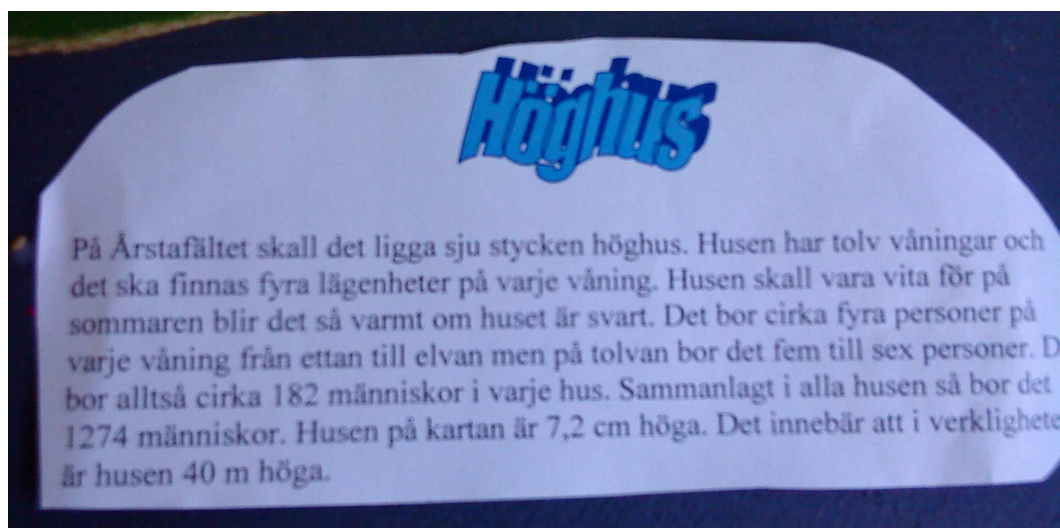 Höghus
På Årstafältet skall det ligga sju stycken höghus. Husen har tolv våningar och
det ska finnas fyra lägenheter på varje våning. Husen skall vara vita för på
sommaren blir det så varmt om huset är svart. Det bor cirka fyra personer på
varje våning från ettan till elvan men på tolvan bor det fem till sex personer. D
bor alltså cirka 182 människor i varje hus. Sammanlagt i alla husen så bor det
1274 människor. Husen på kartan är 7,2 cm höga. Det innebär att i verklighete
är husen 40 m höga.